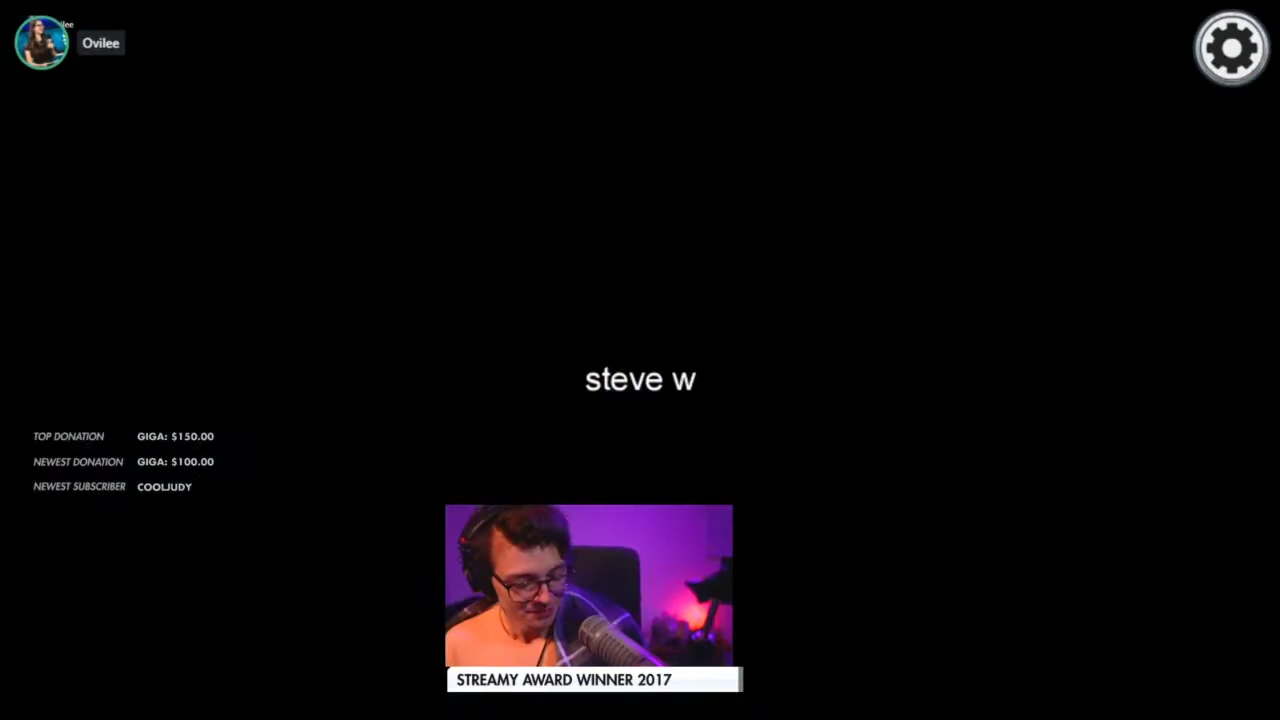 Ovilee
steve w
TOP DONATION GIGA: $150.00
NEWEST DONATION GIGA: $100.00
NEWEST SUBSCRIBER COOLJUDY
STREAMY AWARD WINNER 2017